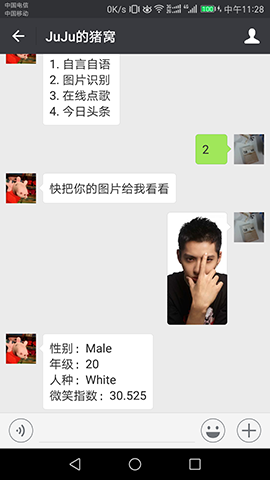 中国电信
中国移动
0K/s
100
中午11:28
JuJu的猪窝
1. 自言自语
2. 图片识别
3. 在线点歌
4. 今日头条
2
快把你的图片给我看看
性别：Male
年级：20
人种：White
微笑指数：30.525